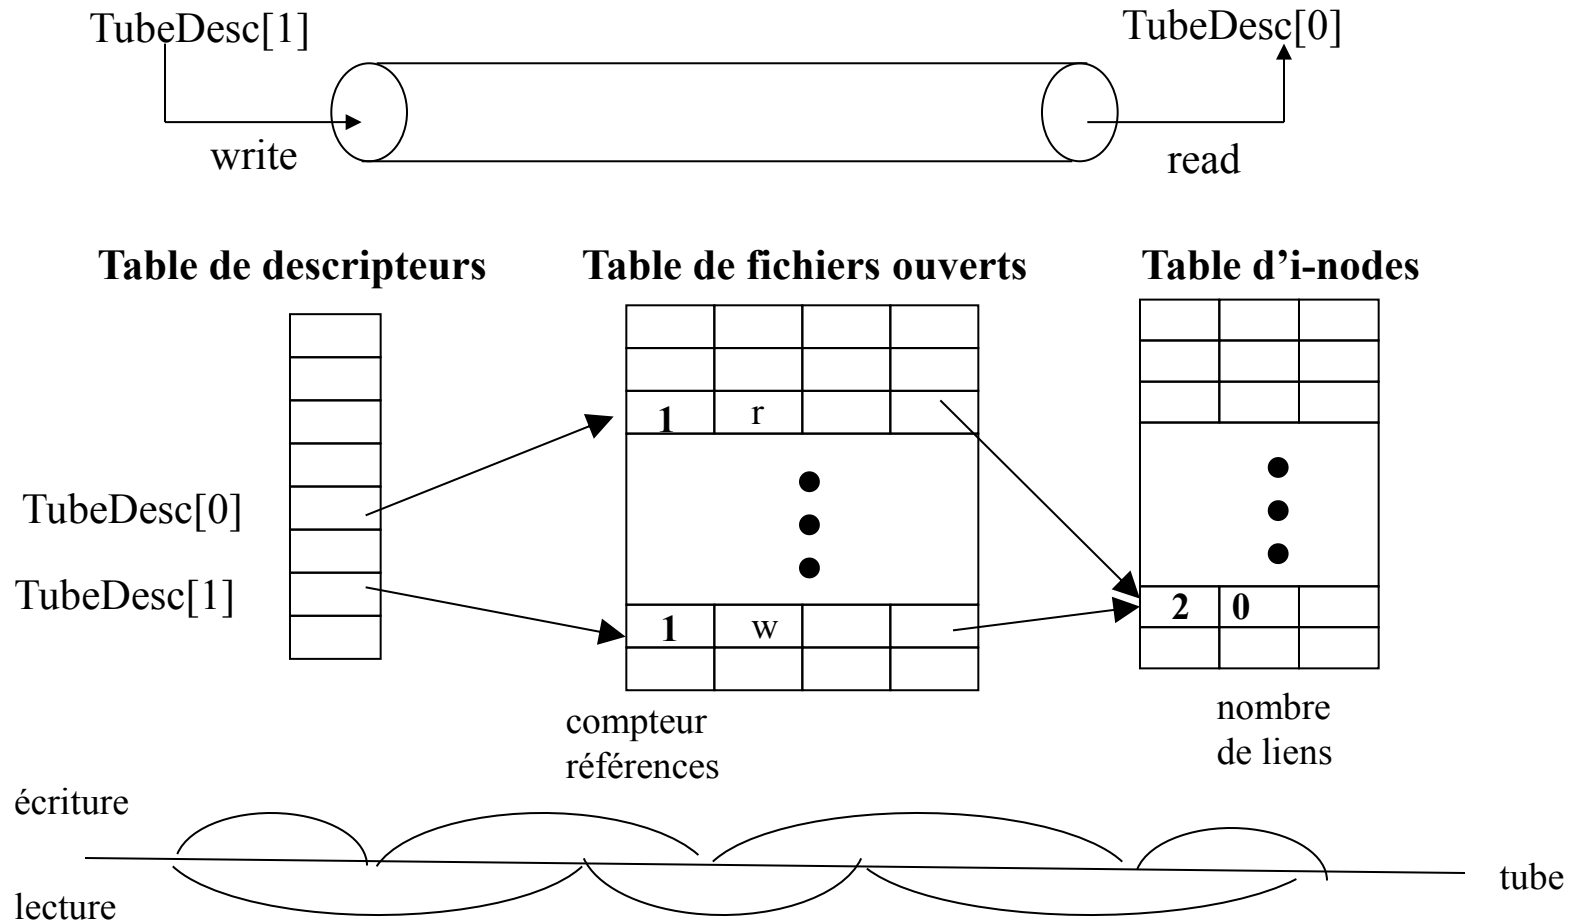 TubeDesc[1]
TubeDesc[0]
write
read
Table de descripteurs
Table de fichiers ouverts
Table d’i-nodes
1 r
TubeDesc[0]
TubeDesc[1]
1 w
2 0
compteur
références
nombre
de liens
écriture
lecture
tube